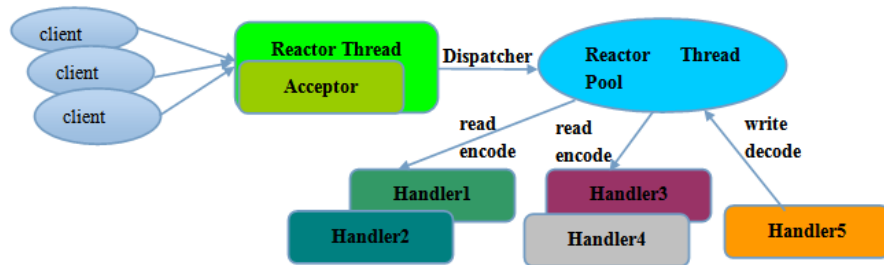 client
client
client
Reactor Thread
Acceptor
Dispatcher
Reactor Thread
Pool
read
encode
read
encode
write
decode
Handler1
Handler2
Handler3
Handler4
Handler5